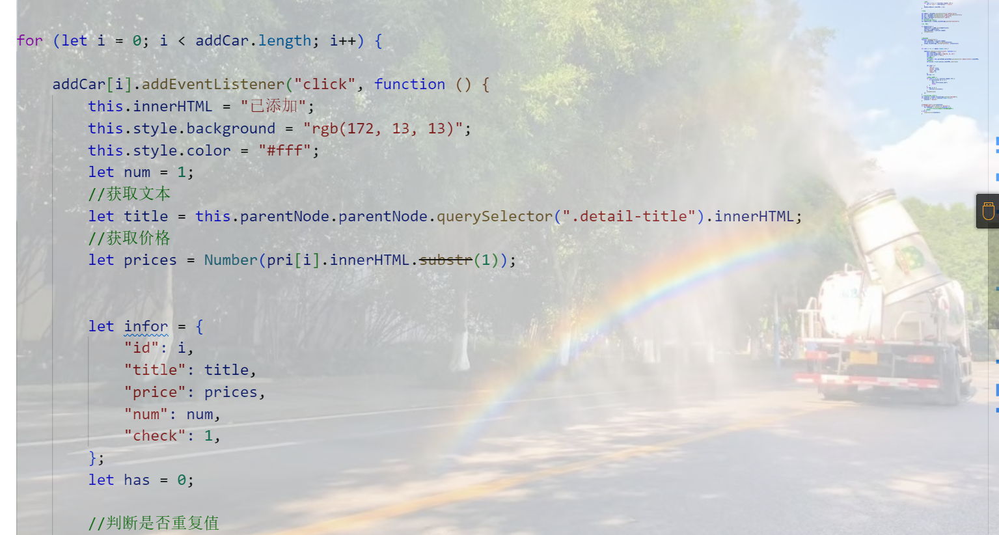 for (let i = 0; i < addCar.length; i++) {
addCar[i].addEventListener("click", function () {
this.innerHTML = "已添加";
this.style.background = "rgb(172, 13, 13)";
this.style.color = "#fff";
let num = 1;
//获取文本
let title = this.parentNode.parentNode.querySelector(".detail-title").innerHTML;
//获取价格
let prices = Number(pri[i].innerHTML.substr(1));
let infor = {
"id": i,
"title": title,
"price": prices,
"num": num,
"check": 1,
};
let has = 0;
//判断是否重复值